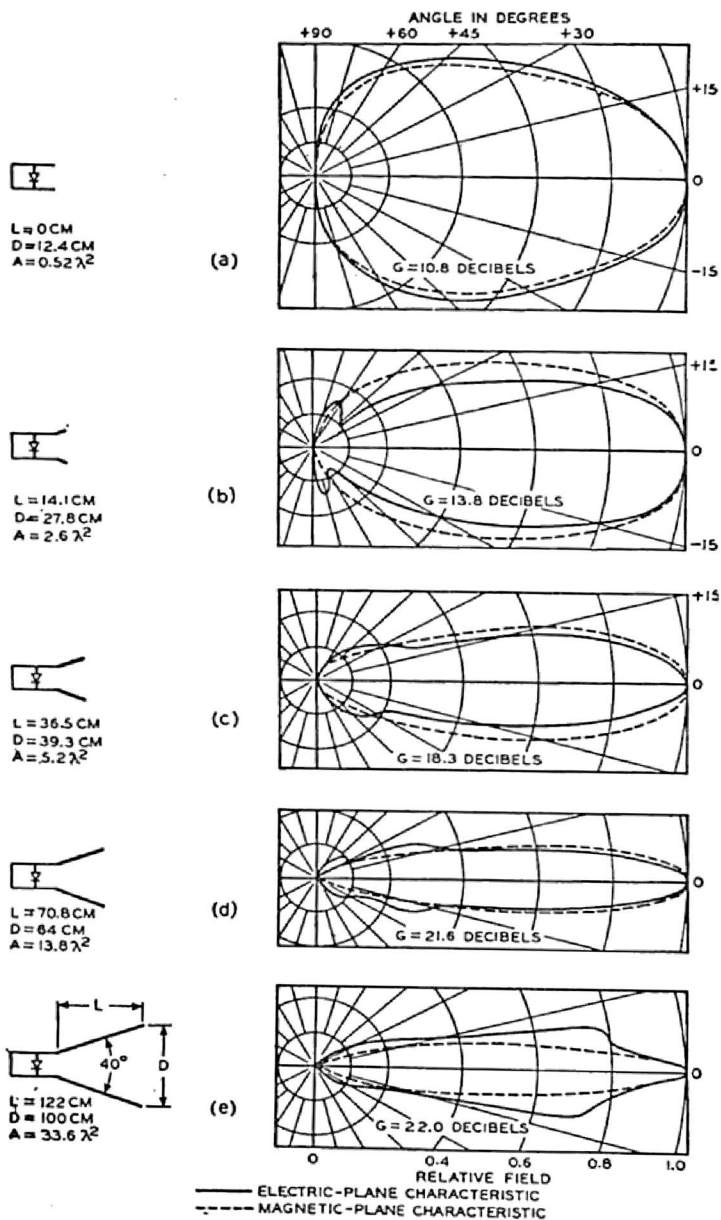 ANGLE IN DEGREES
+90 +60 +45 +30
+15
0
-15
L=0CM
D=12.4CM
A=0.52λ²
(a)
G=10.8 DECIBELS
+15
0
-15
L=14.1CM
D=27.8CM
A=2.6λ²
(b)
G=13.8 DECIBELS
+15
0
L=36.5CM
D=39.3CM
A=5.2λ²
(c)
G=18.3 DECIBELS
0
L=70.8CM
D=64CM
A=13.8λ²
(d)
G=21.6 DECIBELS
L
40°
D
0
L=122CM
D=100CM
A=33.6λ²
(e)
G=22.0 DECIBELS
0 0.4 0.6 0.8 1.0
RELATIVE FIELD
ELECTRIC-PLANE CHARACTERISTIC
MAGNETIC-PLANE CHARACTERISTIC